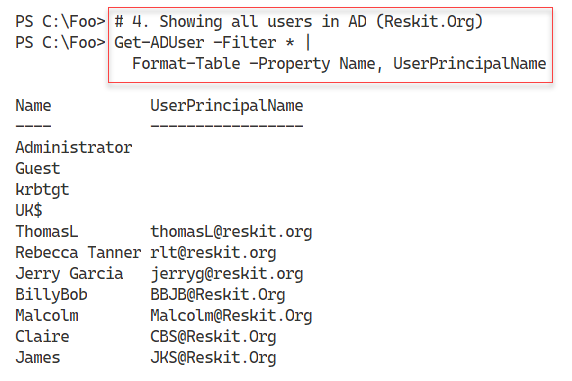 PS C:\Foo> # 4. Showing all users in AD (Reskit.Org)
PS C:\Foo> Get-ADUser -Filter * |
Format-Table -Property Name, UserPrincipalName
Name UserPrincipalName
---- -----------------
Administrator
Guest
krbtgt
UK$
ThomasL thomasL@reskit.org
Rebecca Tanner rlt@reskit.org
Jerry Garcia jerryg@reskit.org
BillyBob BBJB@Reskit.Org
Malcolm Malcolm@Reskit.Org
Claire CBS@Reskit.Org
James JKS@Reskit.Org